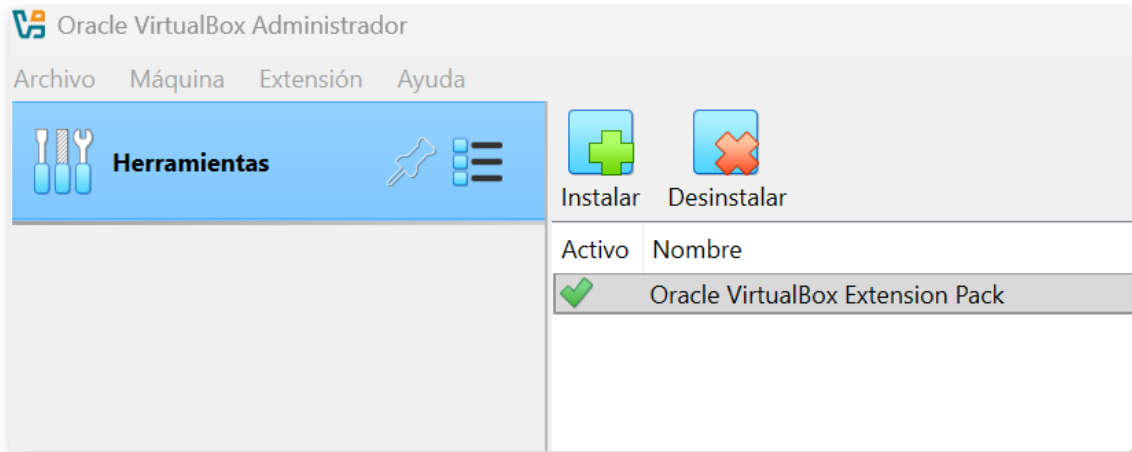 Oracle VirtualBox Administrador
Archivo Máquina Extensión Ayuda
Herramientas
Instalar Desinstalar
Activo Nombre
Oracle VirtualBox Extension Pack